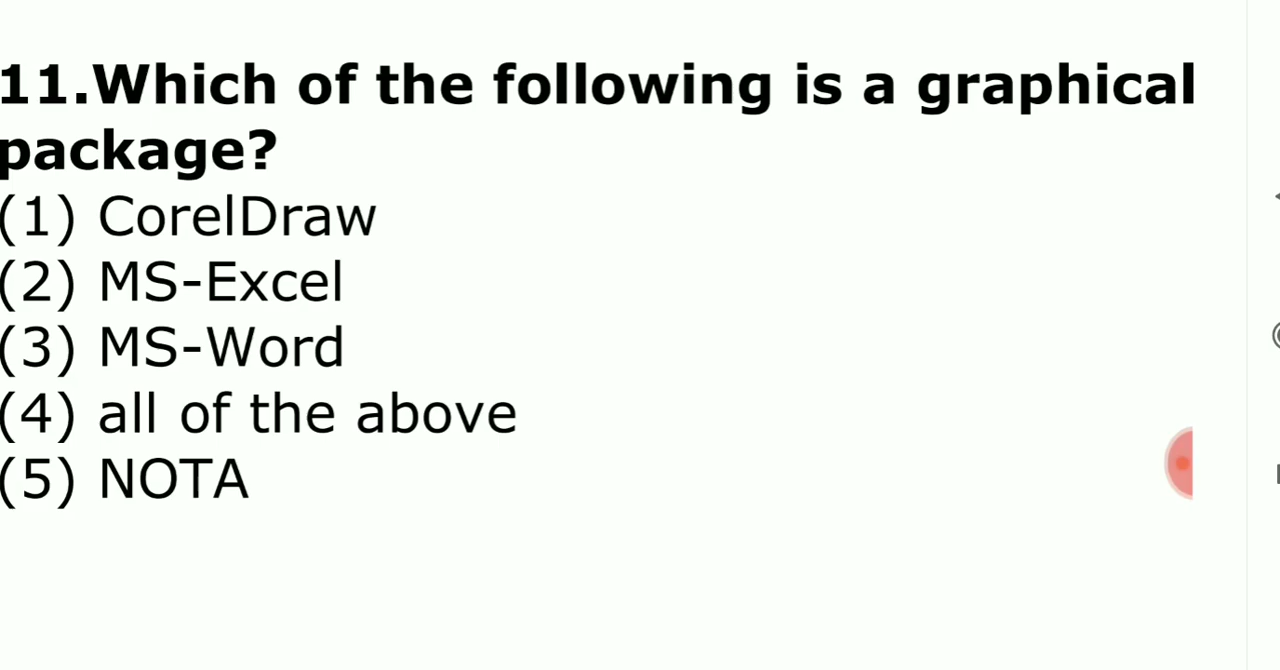 11.Which of the following is a graphical
package?
(1) CorelDraw
(2) MS-Excel
(3) MS-Word
(4) all of the above
(5) NOTA